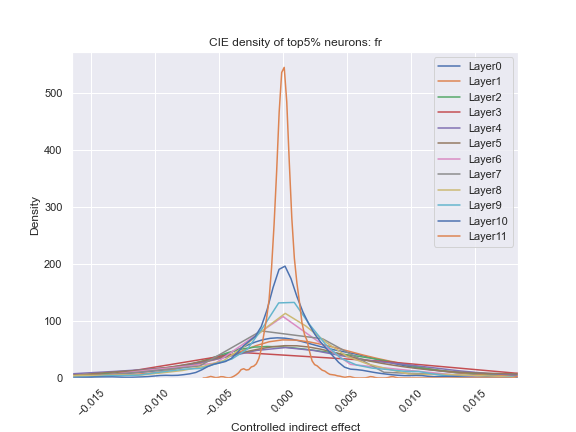 CIE density of top5% neurons: fr
Density
500
400
300
200
100
0
−0.015
−0.010
−0.005
0.000
0.005
0.010
0.015
Controlled indirect effect
Layer0
Layer1
Layer2
Layer3
Layer4
Layer5
Layer6
Layer7
Layer8
Layer9
Layer10
Layer11